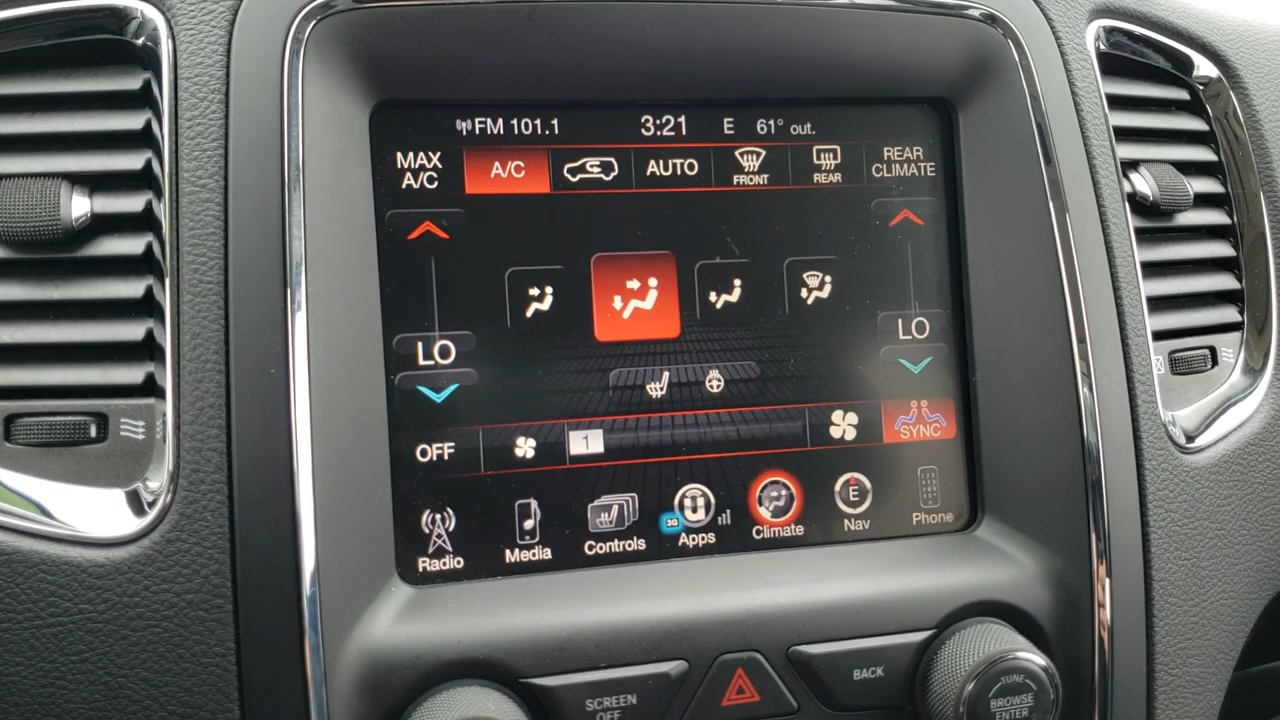 FM 101.1 3:21 E 61° out.
MAX
A/C
A/C
AUTO
FRONT
REAR
REAR
CLIMATE
LO
LO
OFF
1
SYNC
3G
E
Radio
Media
Controls
Apps
Climate
Nav
Phone
SCREEN
OFF
BACK
TUNE
BROWSE
ENTER